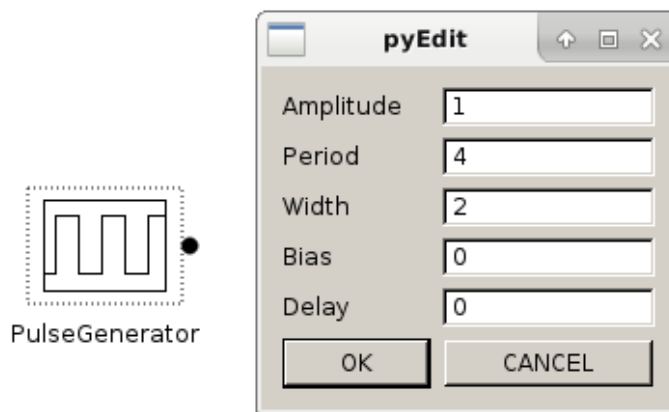 pyEdit
Amplitude 1
Period 4
Width 2
Bias 0
Delay 0
OK CANCEL
PulseGenerator